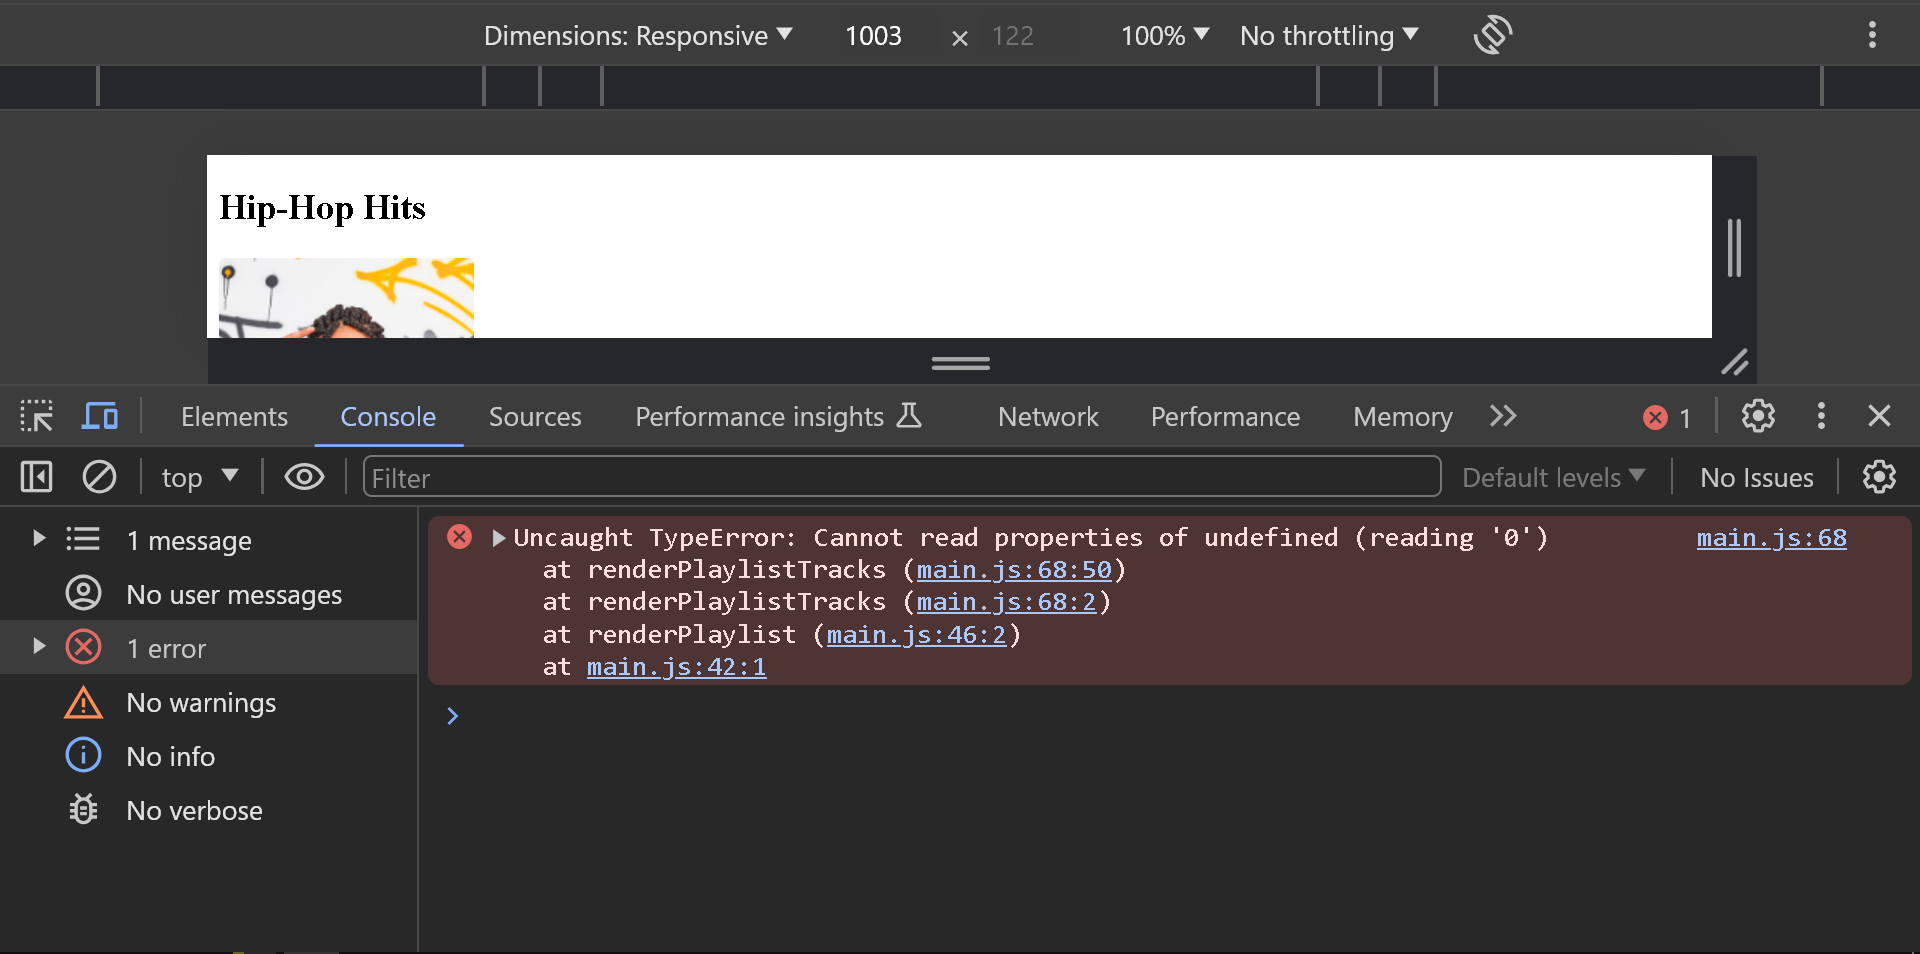 Dimensions: Responsive 1003 × 122 100% No throttling
Hip-Hop Hits
Elements Console Sources Performance insights Network Performance Memory 1
top Filter Default levels No Issues
1 message
No user messages
1 error
No warnings
No info
No verbose
Uncaught TypeError: Cannot read properties of undefined (reading '0') main.js:68
at renderPlaylistTracks (main.js:68:50)
at renderPlaylistTracks (main.js:68:2)
at renderPlaylist (main.js:46:2)
at main.js:42:1